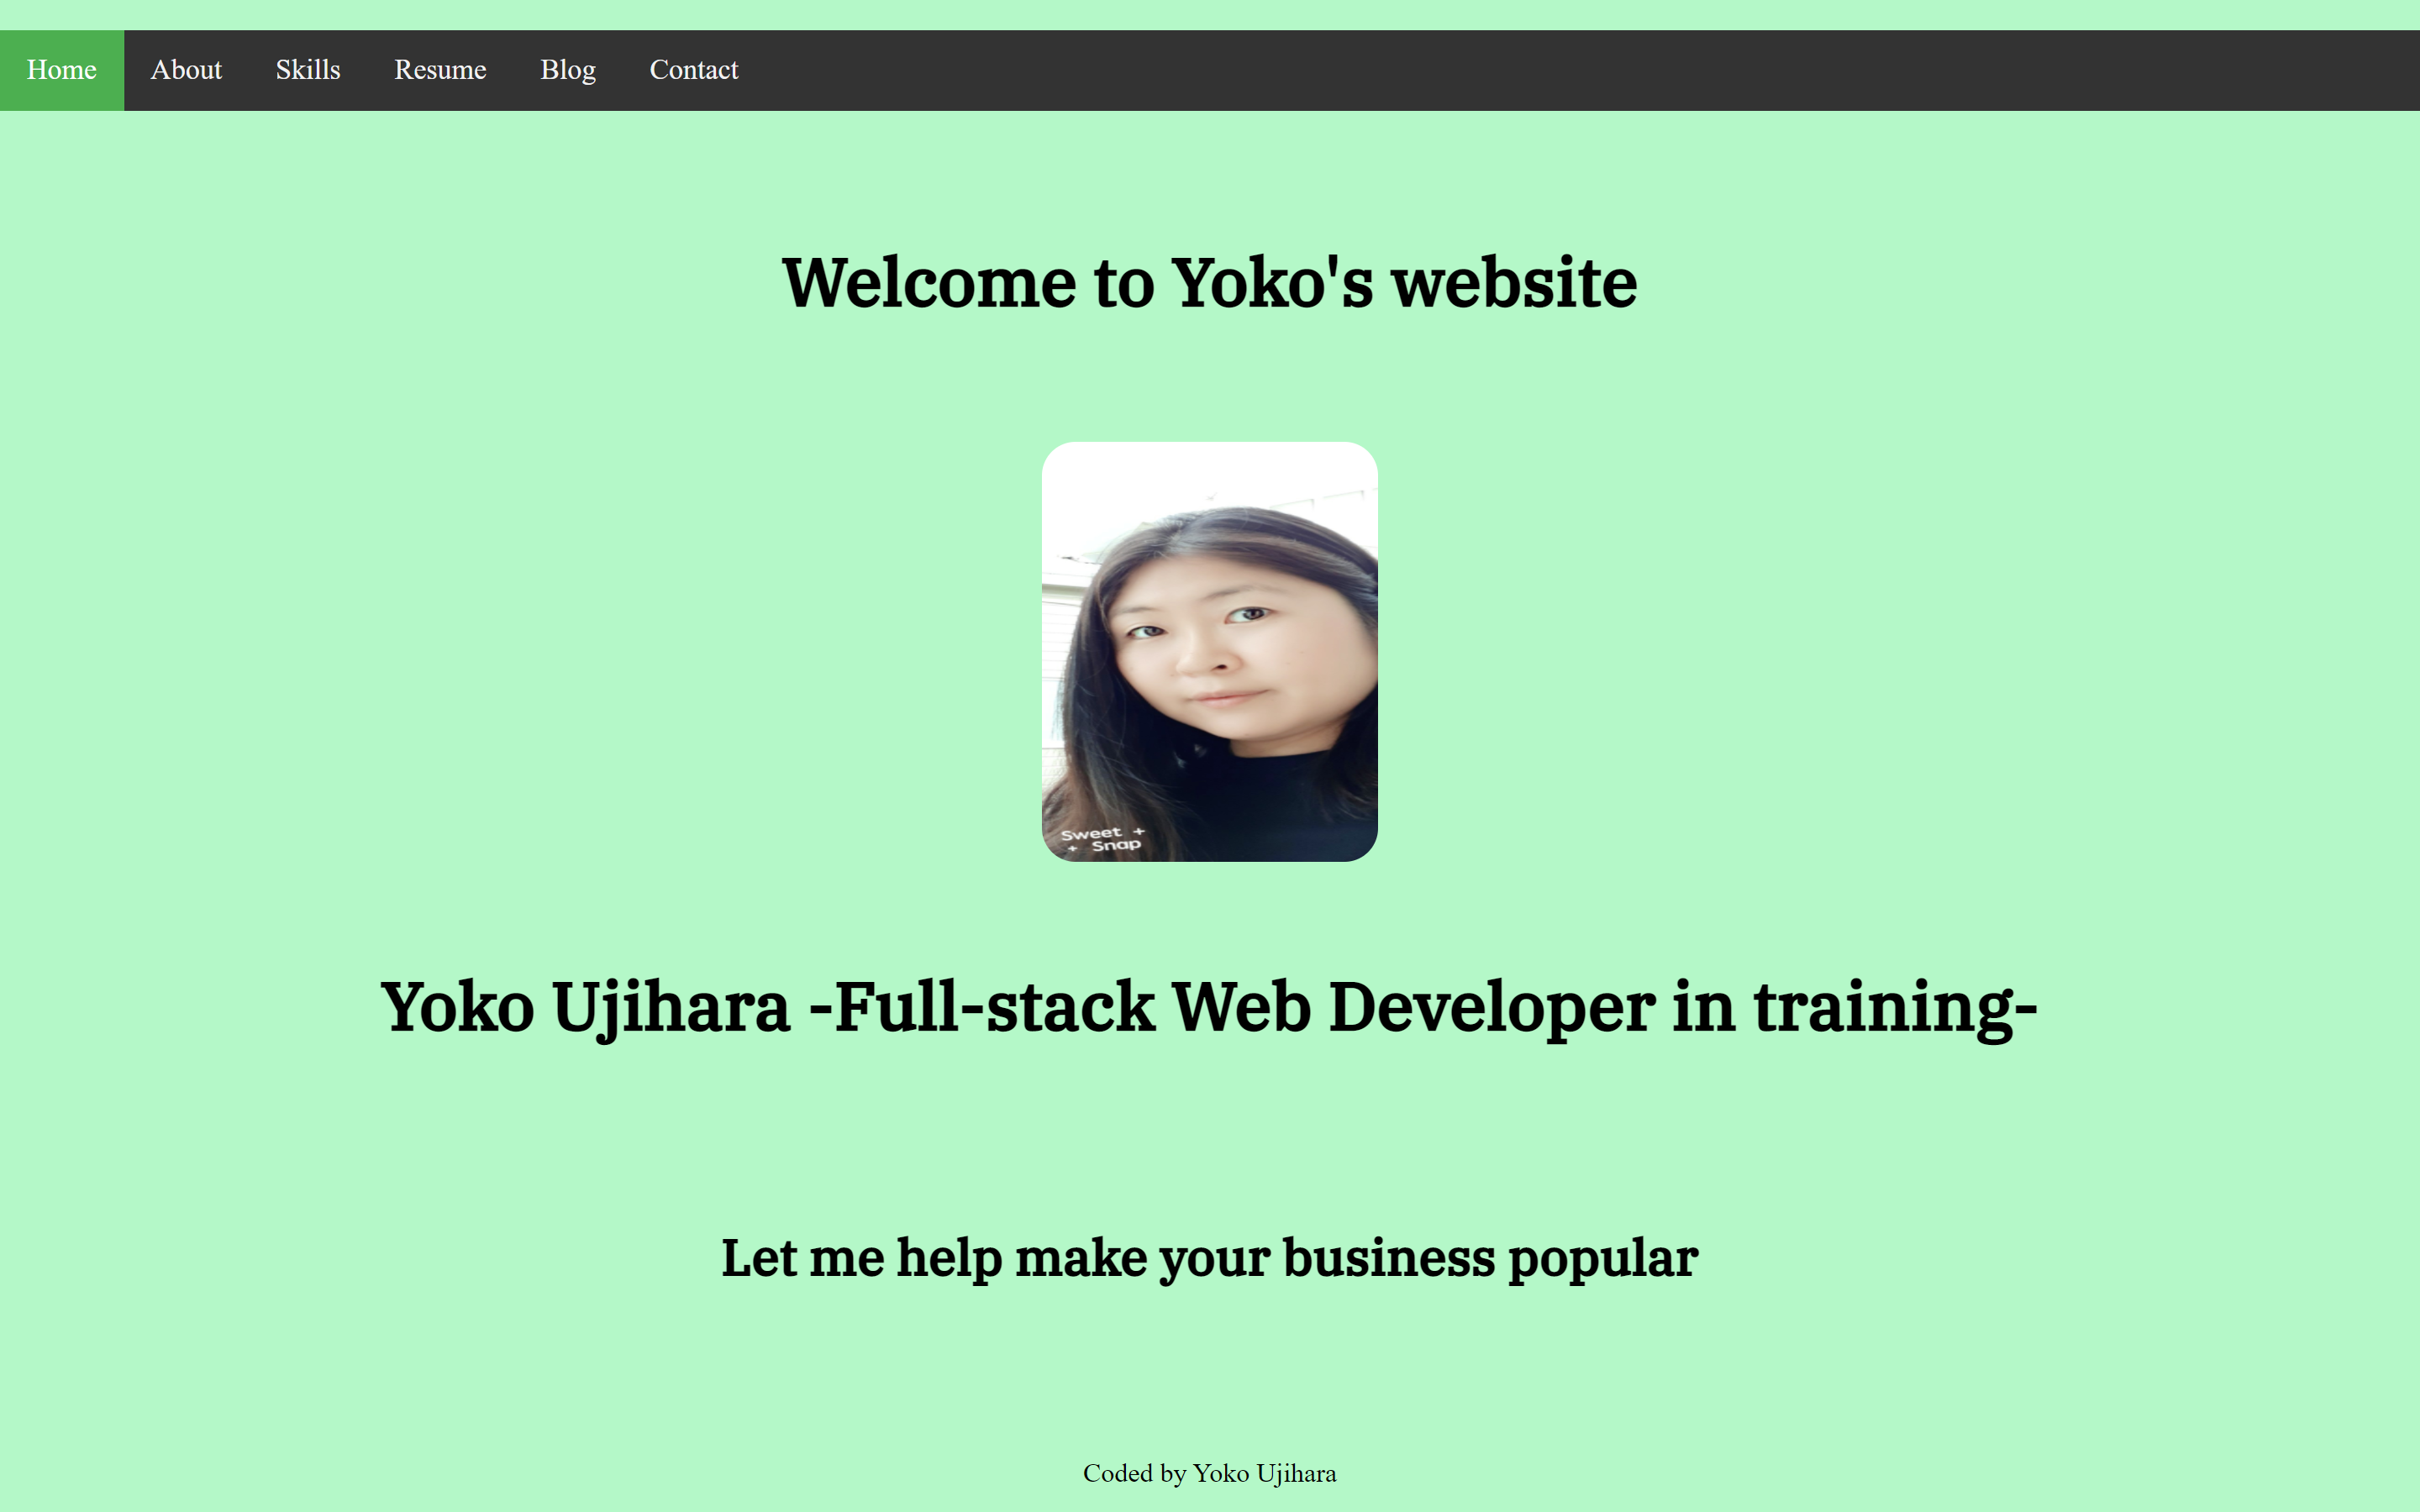 Home About Skills Resume Blog Contact
Welcome to Yoko's website
Sweet +
+ Snap
Yoko Ujihara -Full-stack Web Developer in training-
Let me help make your business popular
Coded by Yoko Ujihara